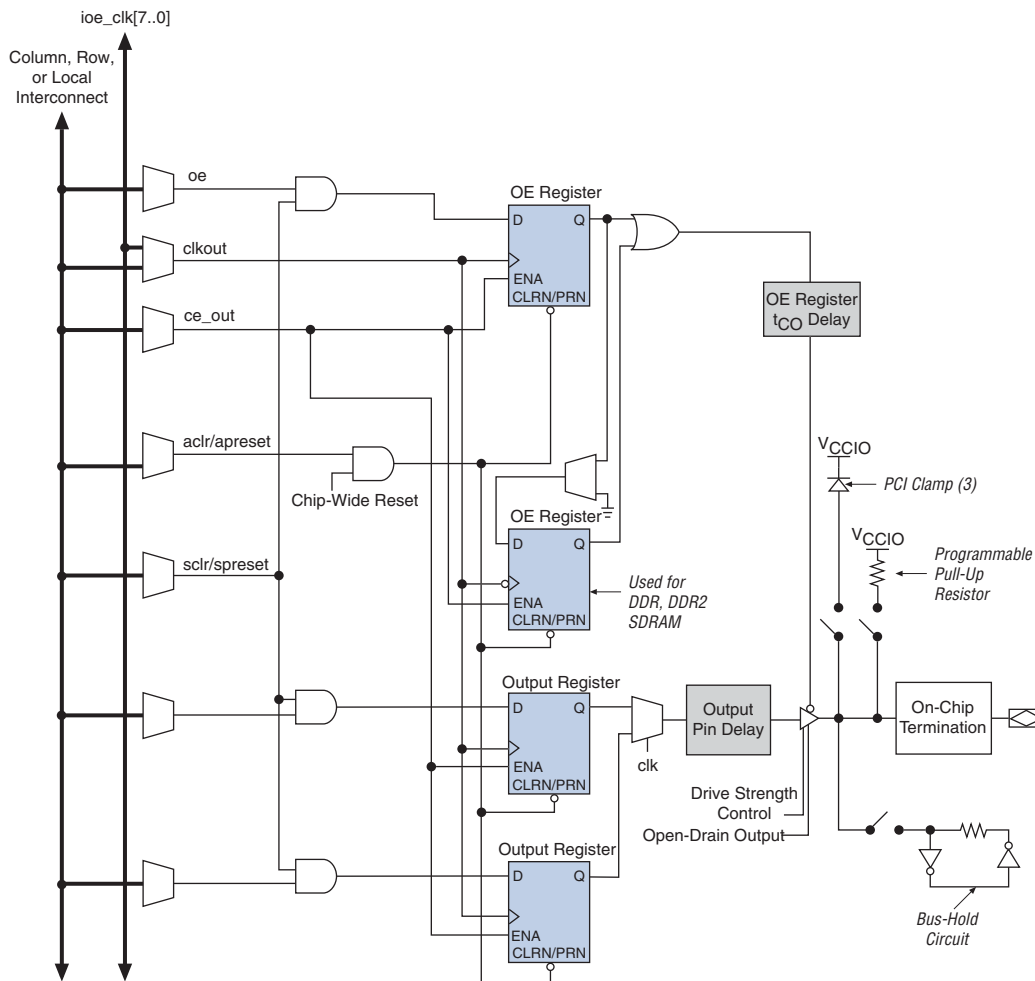 ioe_clk[7..0]
Column, Row,
or Local
Interconnect
oe
OE Register
D Q
clkout
ENA
CLRN/PRN
OE Register
tCO Delay
ce_out
VCCIO
PCI Clamp (3)
aclr/apreset
Chip-Wide Reset
OE Register
D Q
VCCIO
Programmable
Pull-Up
Resistor
sclr/spreset
Used for
DDR, DDR2
SDRAM
ENA
CLRN/PRN
Output Register
D Q
Output
Pin Delay
On-Chip
Termination
clk
ENA
CLRN/PRN
Drive Strength
Control
Open-Drain Output
Output Register
D Q
ENA
CLRN/PRN
Bus-Hold
Circuit